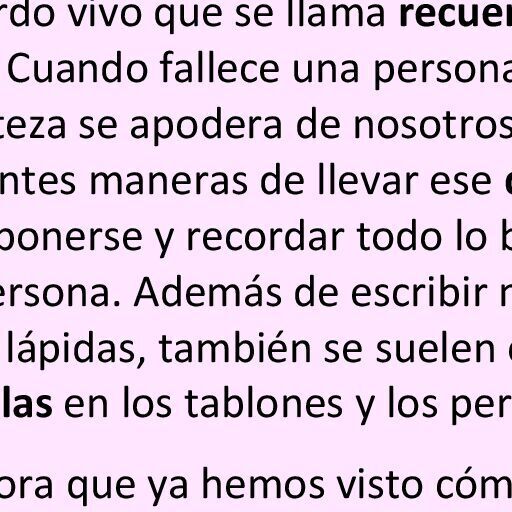 rdo vivo que se llama recuer
Cuando fallece una persona
teza se apodera de nosotros
ntes maneras de llevar ese
ponerse y recordar todo lo b
ersona. Además de escribir
lápidas, también se suelen
las en los tablones y los per
ora que ya hemos visto cóm